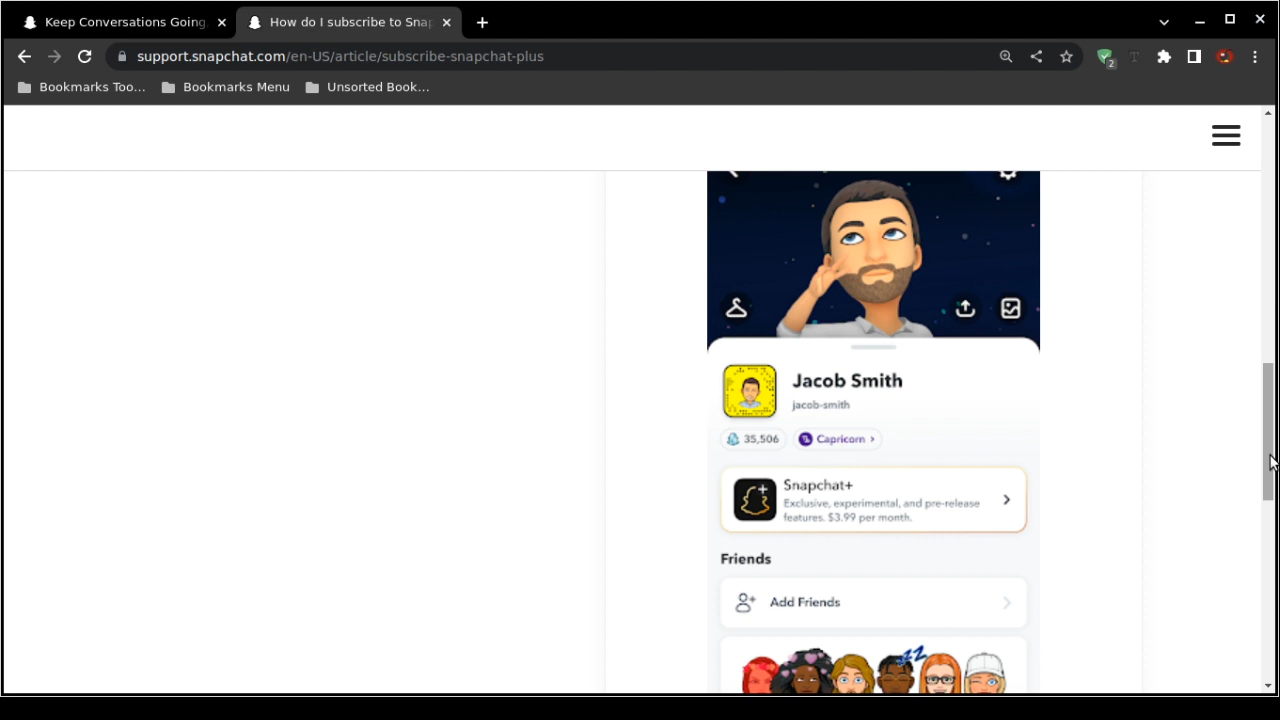 Keep Conversations Going
How do I subscribe to Snap
support.snapchat.com/en-US/article/subscribe-snapchat-plus
2
Bookmarks Too...
Bookmarks Menu
Unsorted Book...
Jacob Smith
jacob-smith
35,506
Capricorn
Snapchat+
Exclusive, experimental, and pre-release
features. $3.99 per month.
Friends
Add Friends
ZZ